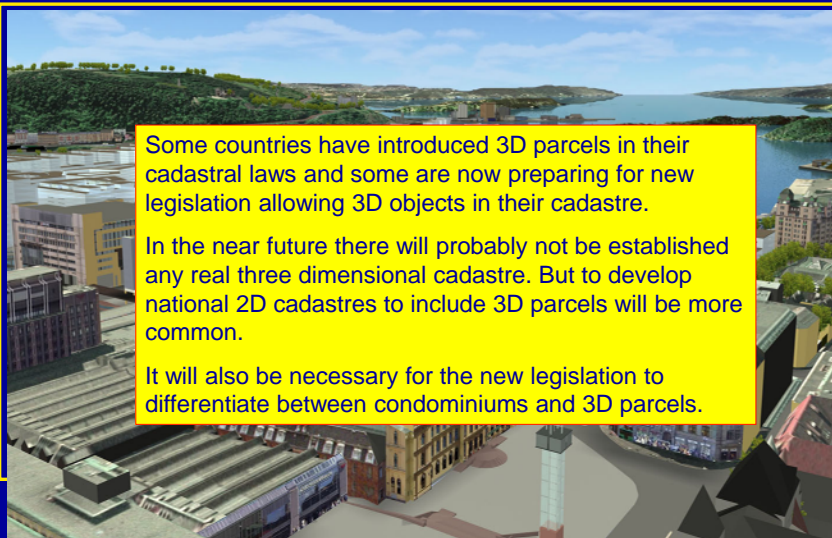 Some countries have introduced 3D parcels in their
cadastral laws and some are now preparing for new
legislation allowing 3D objects in their cadastre.
In the near future there will probably not be established
any real three dimensional cadastre. But to develop
national 2D cadastres to include 3D parcels will be more
common.
It will also be necessary for the new legislation to
differentiate between condominiums and 3D parcels.